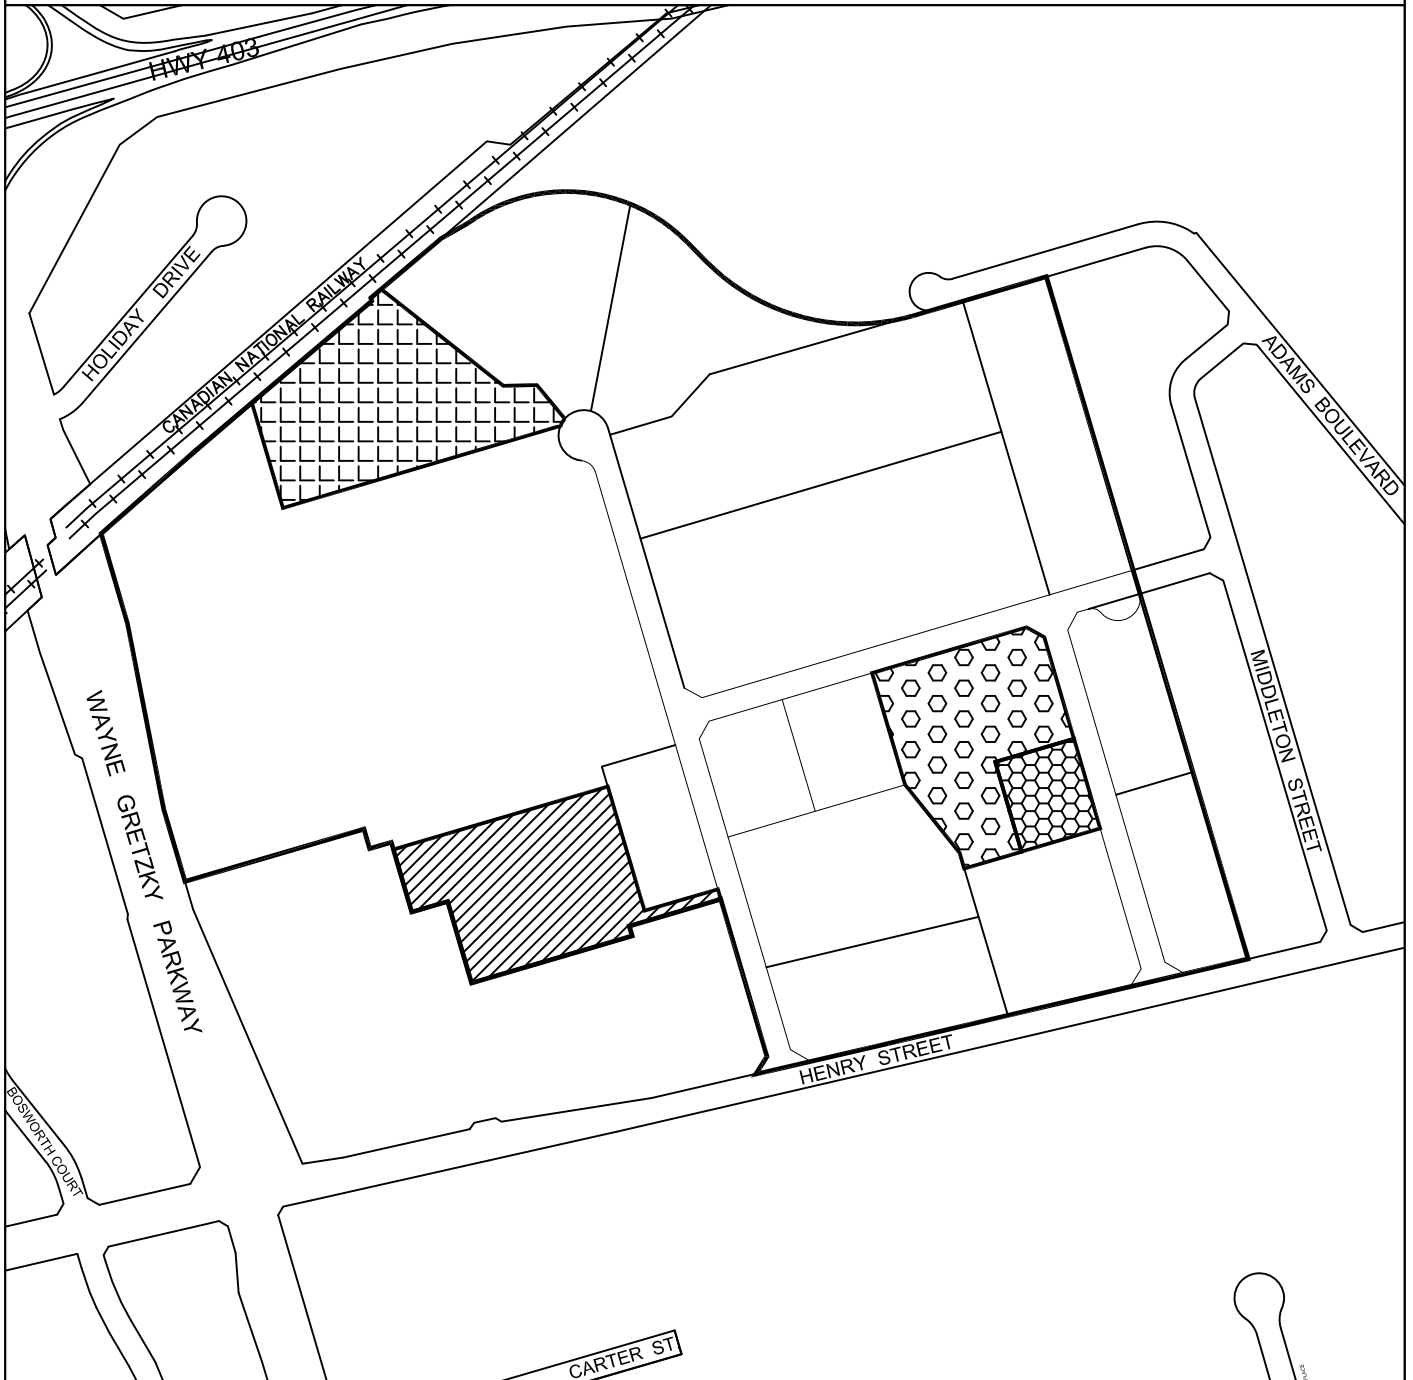 HWY 403
HOLIDAY DRIVE
CANADIAN NATIONAL RAILWAY
ADAMS BOULEVARD
MIDDLETON STREET
WAYNE GRETZKY PARKWAY
HENRY STREET
BOSWORTH COURT
CARTER ST